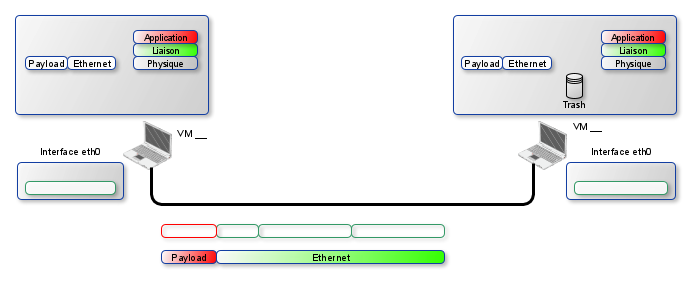 Application
Liaison
Physique
Payload Ethernet
Application
Liaison
Physique
Payload Ethernet
Trash
VM __
VM __
Interface eth0
Interface eth0
Payload Ethernet